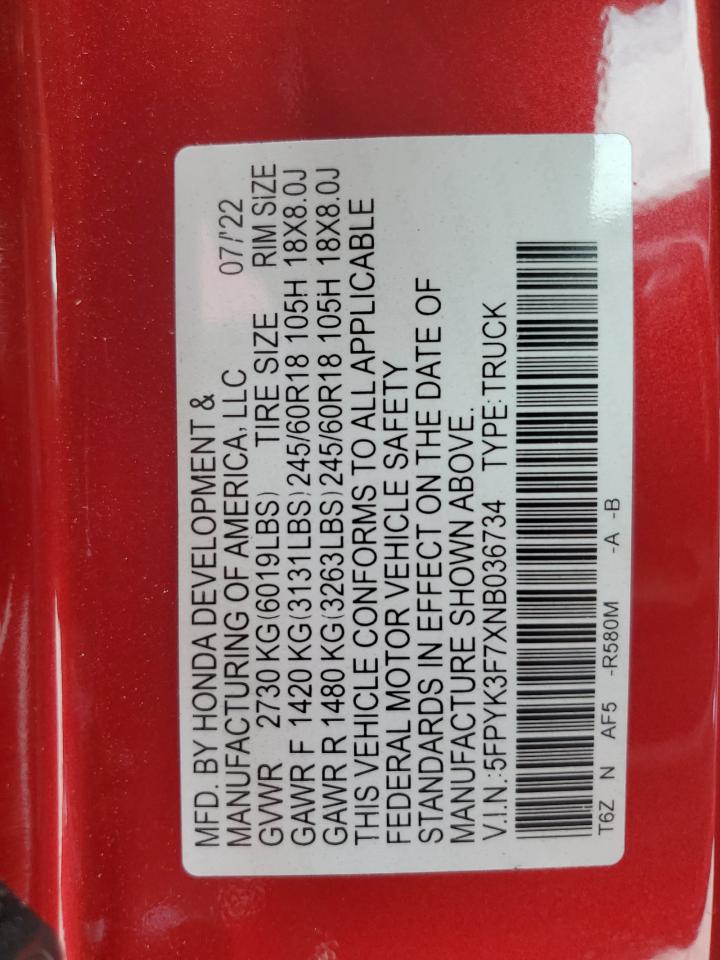 MFD. BY HONDA DEVELOPMENT &
MANUFACTURING OF AMERICA, LLC 07/'22
GVWR 2730 KG(6019LBS) TIRE SIZE RIM SIZE
GAWR F 1420 KG(3131LBS) 245/60R18 105H 18X8.0J
GAWR R 1480 KG(3263LBS) 245/60R18 105H 18X8.0J
THIS VEHICLE CONFORMS TO ALL APPLICABLE
FEDERAL MOTOR VEHICLE SAFETY
STANDARDS IN EFFECT ON THE DATE OF
MANUFACTURE SHOWN ABOVE.
V.I.N.:5FPYK3F7XNB036734 TYPE:TRUCK
T6Z N AF5 -R580M -A -B